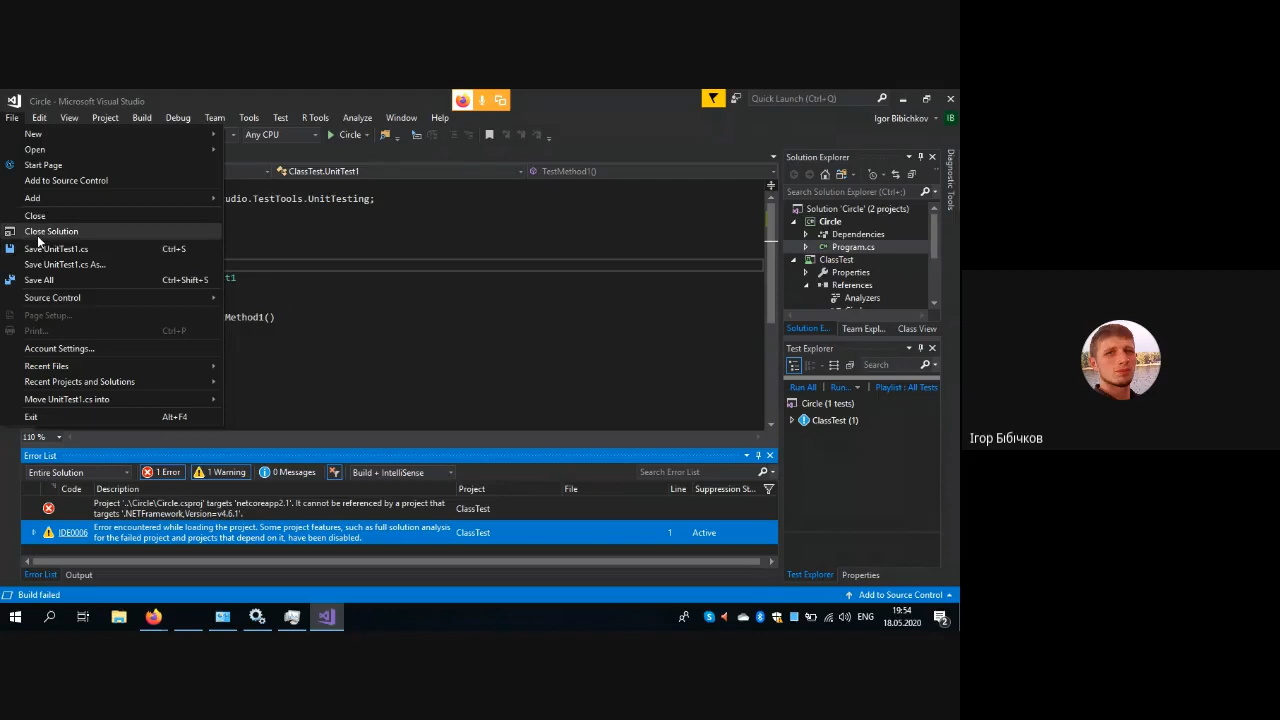 Circle - Microsoft Visual Studio
Quick Launch (Ctrl+Q)
File Edit View Project Build Debug Team Tools Test R Tools Analyze Window Help
Igor Bibichkov IB
New
Open
Start Page
Add to Source Control
Add
Close
Close Solution
Save UnitTest1.cs Ctrl+S
Save UnitTest1.cs As...
Save All Ctrl+Shift+S
Source Control
Page Setup...
Print... Ctrl+P
Account Settings...
Recent Files
Recent Projects and Solutions
Move UnitTest1.cs into
Exit Alt+F4
Any CPU Circle
ClassTest.UnitTest1 TestMethod1()
udio.TestTools.UnitTesting;
t1
Method1()
110 %
Solution Explorer
Search Solution Explorer (Ctrl+;)
Solution 'Circle' (2 projects)
Circle
Dependencies
C# Program.cs
ClassTest
Properties
References
Analyzers
Solution E... Team Expl... Class View
Diagnostic Tools
Test Explorer
Search
Run All Run... Playlist : All Tests
Circle (1 tests)
ClassTest (1)
Test Explorer Properties
Error List
Entire Solution 1 Error 1 Warning 0 Messages Build + IntelliSense Search Error List
Code Description Project File Line Suppression St...
Project '..\Circle\Circle.csproj' targets 'netcoreapp2.1'. It cannot be referenced by a project that
targets '.NETFramework,Version=v4.6.1'.
ClassTest
IDE0006 Error encountered while loading the project. Some project features, such as full solution analysis
for the failed project and projects that depend on it, have been disabled.
ClassTest 1 Active
Error List Output
Build failed
Add to Source Control
ENG
19:54
18.05.2020
2
Ігор Бібічков